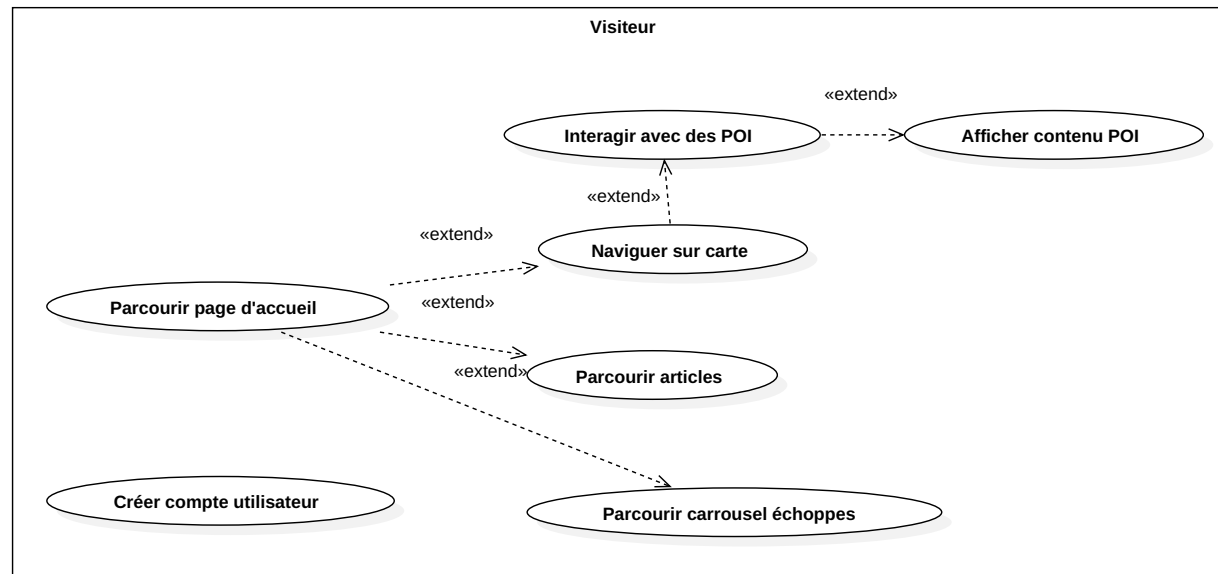 Visiteur
«extend»
Interagir avec des POI
Afficher contenu POI
«extend»
«extend»
Naviguer sur carte
«extend»
Parcourir page d'accueil
«extend»
Parcourir articles
Créer compte utilisateur
Parcourir carrousel échoppes